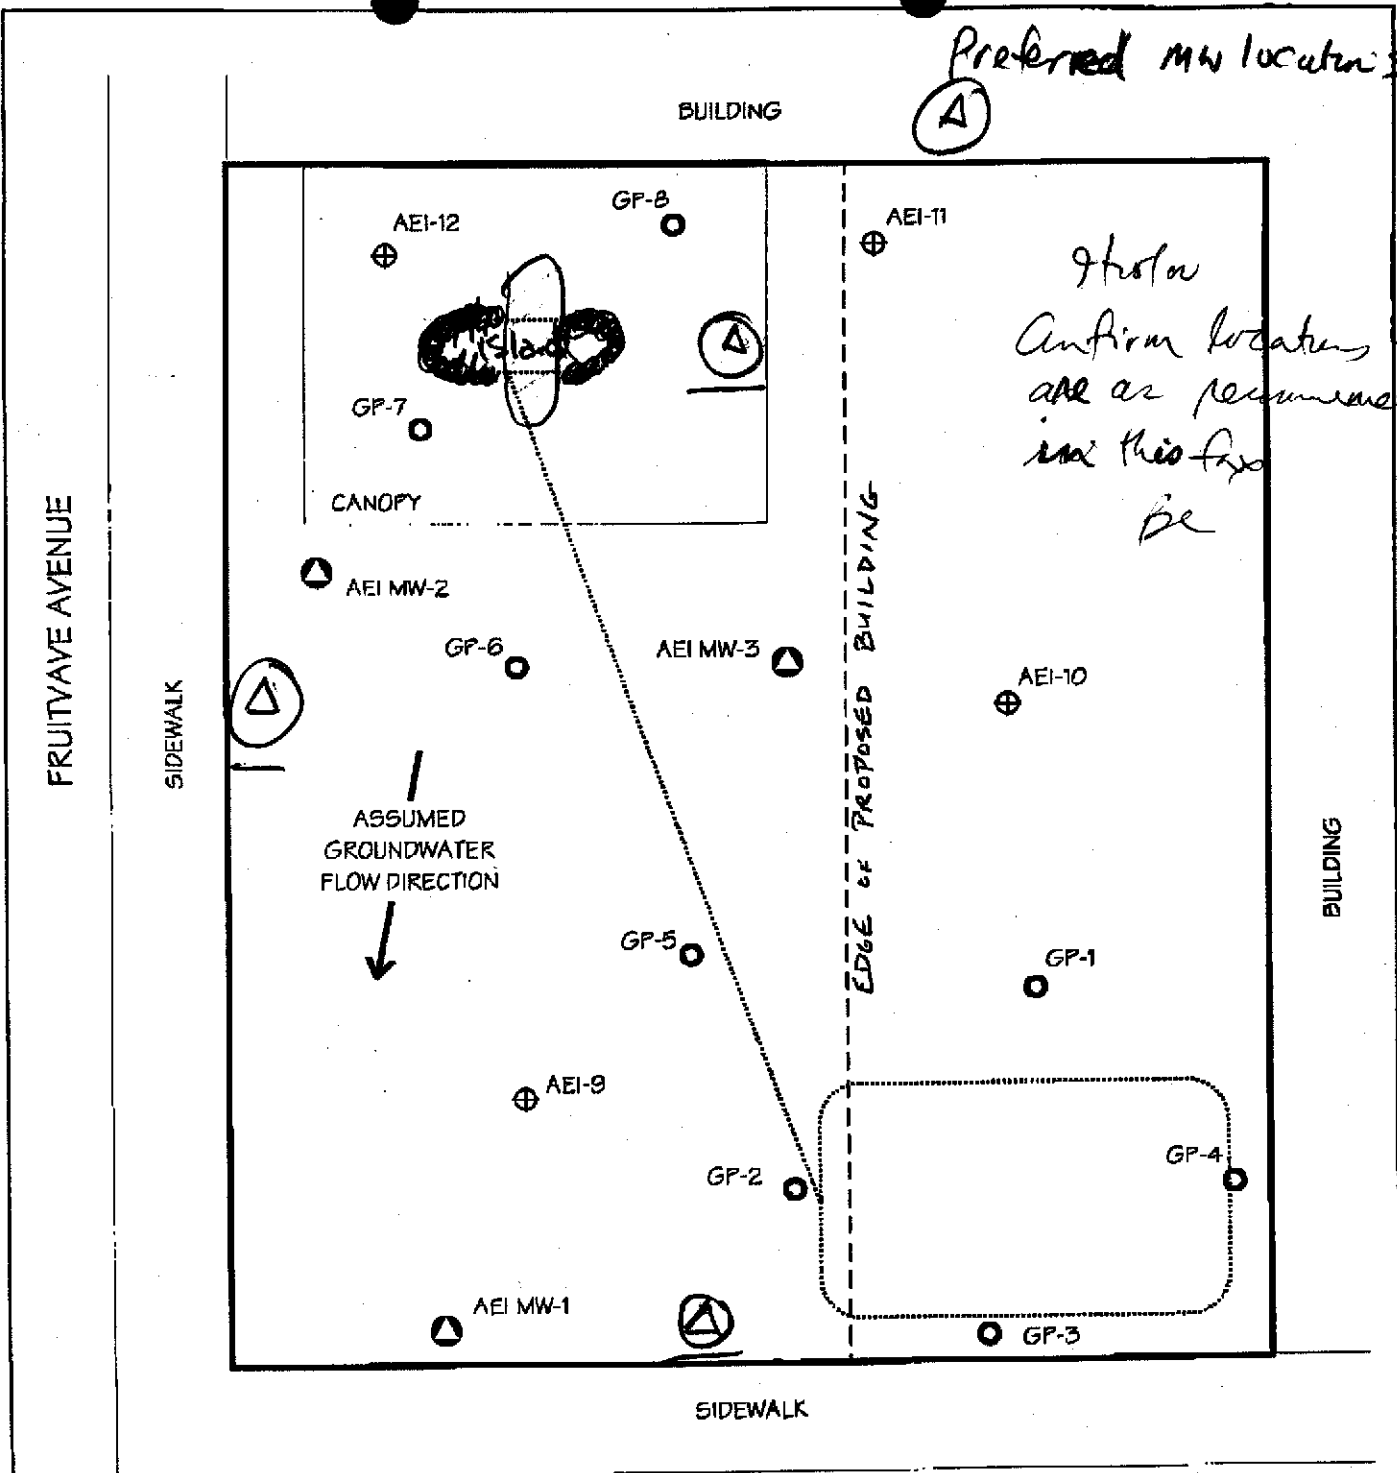 Preferred MW locations
BUILDING
GP-8
AEI-12
AEI-11
Island
Confirm locations
are as
in this fax
GP-7
CANOPY
AEI MW-2
GP-6
AEI MW-3
AEI-10
EDGE OF PROPOSED BUILDING
FRUITVAVE AVENUE
SIDEWALK
ASSUMED
GROUNDWATER
FLOW DIRECTION
BUILDING
GP-5
GP-1
AEI-9
GP-2
GP-4
AEI MW-1
GP-3
SIDEWALK